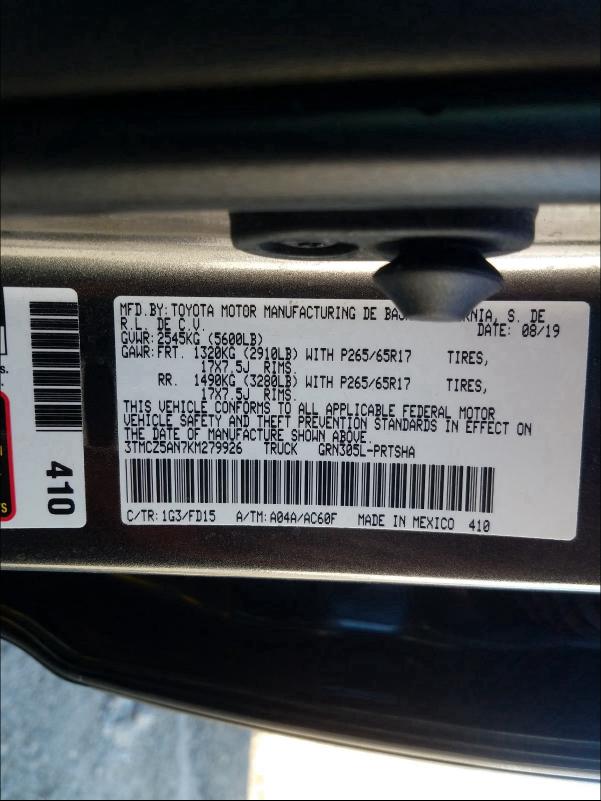 MFD.BY: TOYOTA MOTOR MANUFACTURING DE S. DE
R.L. DE C.V.
DATE: 08/19
GVWR: 2545KG (5600LB)
GAWR: FRT. 1320KG (2910LB) WITH P265/65R17 TIRES,
17X7.5J RIMS.
RR. 1490KG (3280LB) WITH P265/65R17 TIRES,
17X7.5J RIMS.
THIS VEHICLE CONFORMS TO ALL APPLICABLE FEDERAL MOTOR
VEHICLE SAFETY AND THEFT PREVENTION STANDARDS IN EFFECT ON
THE DATE OF MANUFACTURE SHOWN ABOVE.
3TMCZ5AN7KM279926 TRUCK GRN305L-PRTSHA
C/TR: 1G3/FD15 A/TM: A04A/AC60F MADE IN MEXICO 410
410